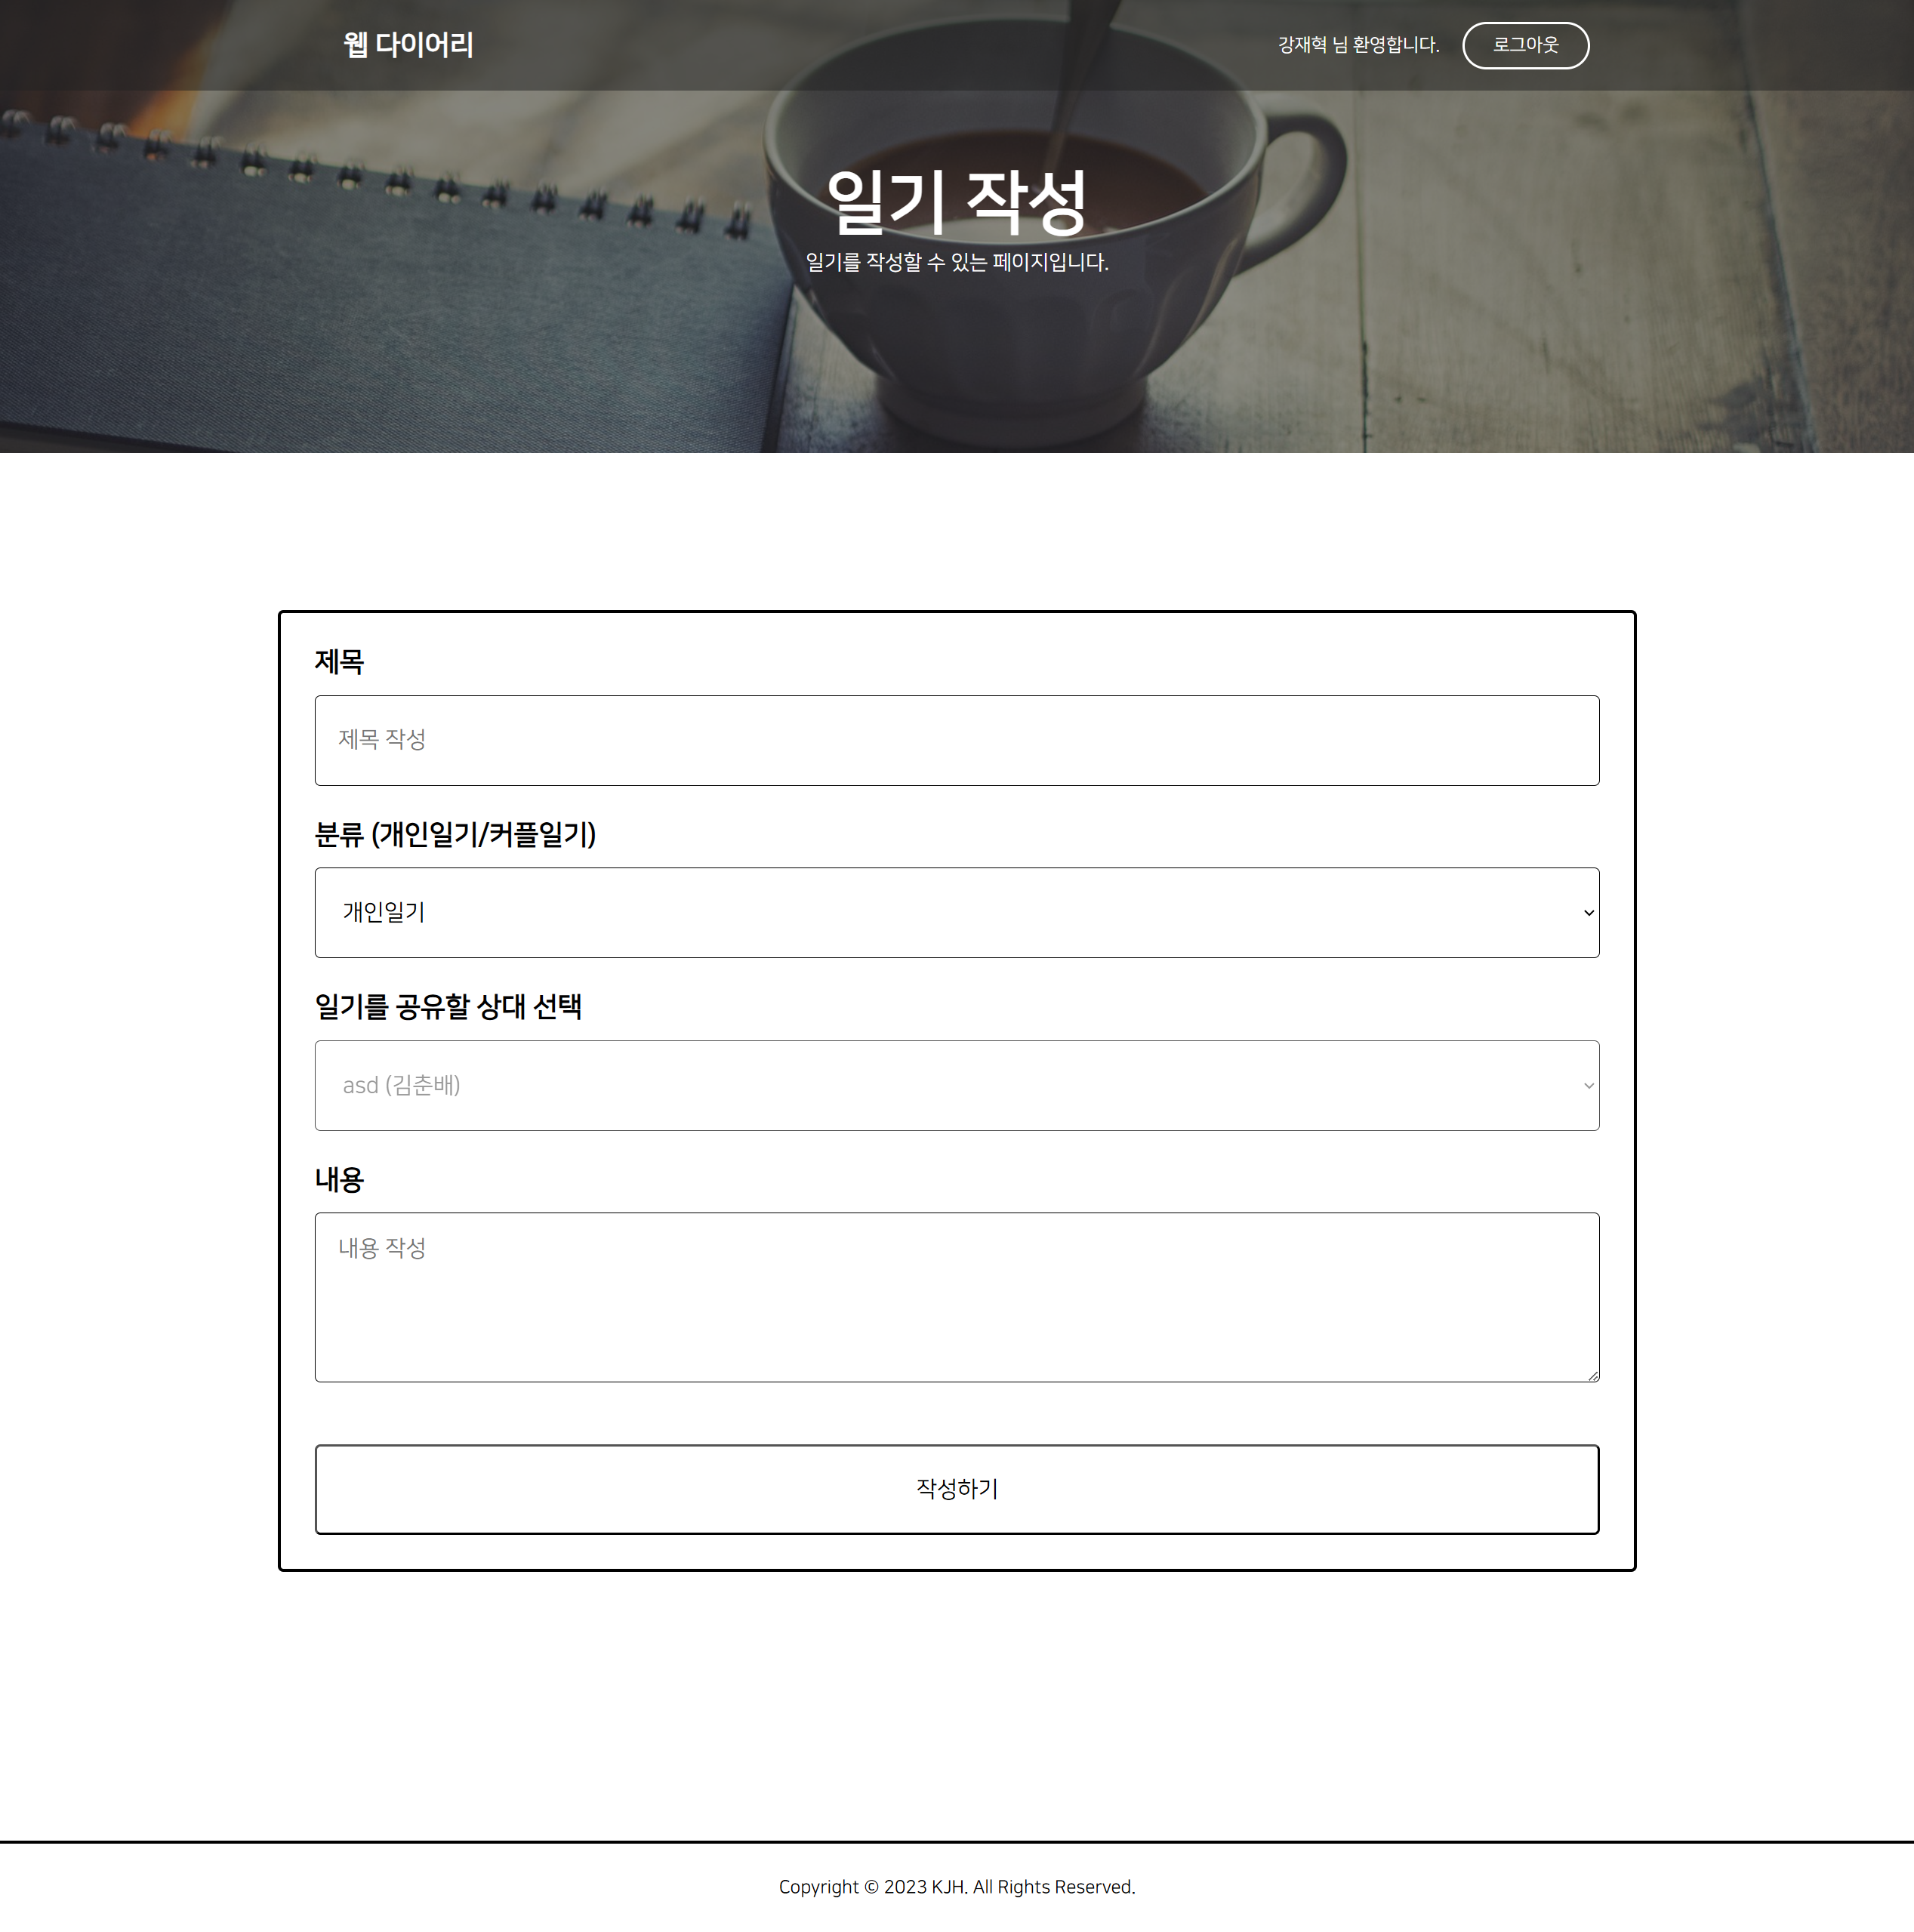 웹 다이어리
강재혁 님 환영합니다.
로그아웃
일기 작성
일기를 작성할 수 있는 페이지입니다.
제목
제목 작성
분류 (개인일기/커플일기)
개인일기
일기를 공유할 상대 선택
asd (김춘배)
내용
내용 작성
작성하기
Copyright © 2023 KJH. All Rights Reserved.